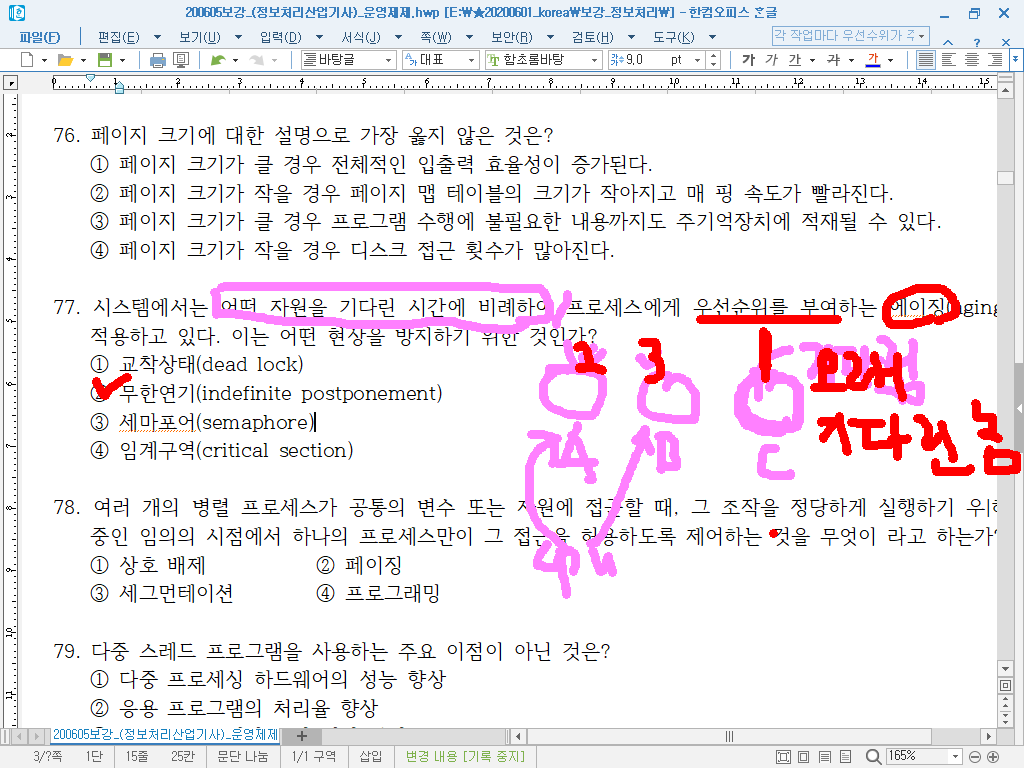 200605보강_(정보처리산업기사)_운영체제.hwp [E:\★20200601_korea\보강_정보처리\] - 한컴오피스 한글
파일(F) 편집(E) 보기(U) 입력(D) 서식(J) 쪽(W) 보안(R) 검토(H) 도구(K) 각 작업마다 우선수위가 주
바탕글 대표 함초롬바탕 9,0 pt 가 가 가 가 가
1 2 3 4 5 6 7 8 9 10 11 12 13 14 15
76. 페이지 크기에 대한 설명으로 가장 옳지 않은 것은?
① 페이지 크기가 클 경우 전체적인 입출력 효율성이 증가된다.
② 페이지 크기가 작을 경우 페이지 맵 테이블의 크기가 작아지고 매 핑 속도가 빨라진다.
③ 페이지 크기가 클 경우 프로그램 수행에 불필요한 내용까지도 주기억장치에 적재될 수 있다.
④ 페이지 크기가 작을 경우 디스크 접근 횟수가 많아진다.
77. 시스템에서는 어떤 자원을 기다린 시간에 비례하여 프로세스에게 우선순위를 부여하는 에이징(aging
적용하고 있다. 이는 어떤 현상을 방지하기 위한 것인가?
① 교착상태(dead lock)
② 무한연기(indefinite postponement)
③ 세마포어(semaphore)
④ 임계구역(critical section)
2 3 1 오래
기다린 놈
78. 여러 개의 병렬 프로세스가 공통의 변수 또는 자원에 접근할 때, 그 조작을 정당하게 실행하기 위하
중인 임의의 시점에서 하나의 프로세스만이 그 접근을 허용하도록 제어하는 것을 무엇이 라고 하는가?
① 상호 배제 ② 페이징
③ 세그먼테이션 ④ 프로그래밍
79. 다중 스레드 프로그램을 사용하는 주요 이점이 아닌 것은?
① 다중 프로세싱 하드웨어의 성능 향상
② 응용 프로그램의 처리율 향상
200605보강_(정보처리산업기사)_운영체제
3/?쪽 1단 15줄 25칸 문단 나눔 1/1 구역 삽입 변경 내용 [기록 중지] 165%